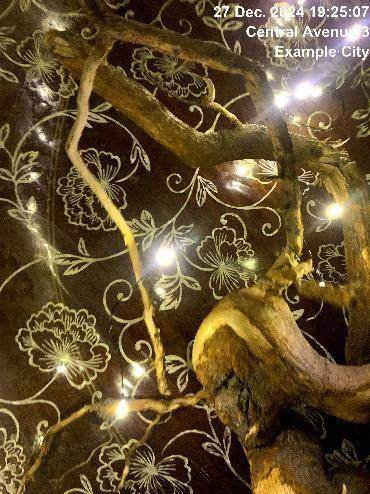 27 Dec. 2024 19:25:07
Central Avenue 3
Example City